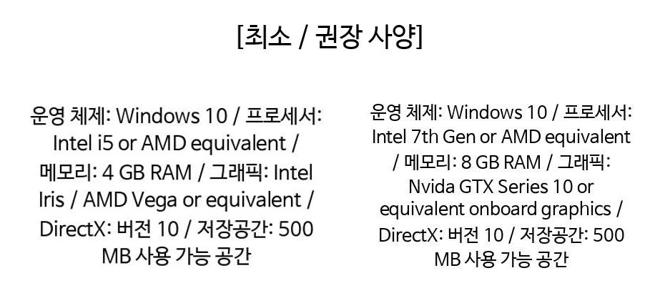 [최소 / 권장 사양]
운영 체제: Windows 10 / 프로세서:
Intel i5 or AMD equivalent /
메모리: 4 GB RAM / 그래픽: Intel
Iris / AMD Vega or equivalent /
DirectX: 버전 10 / 저장공간: 500
MB 사용 가능 공간
운영 체제: Windows 10 / 프로세서:
Intel 7th Gen or AMD equivalent
/ 메모리: 8 GB RAM / 그래픽:
Nvida GTX Series 10 or
equivalent onboard graphics /
DirectX: 버전 10 / 저장공간: 500
MB 사용 가능 공간